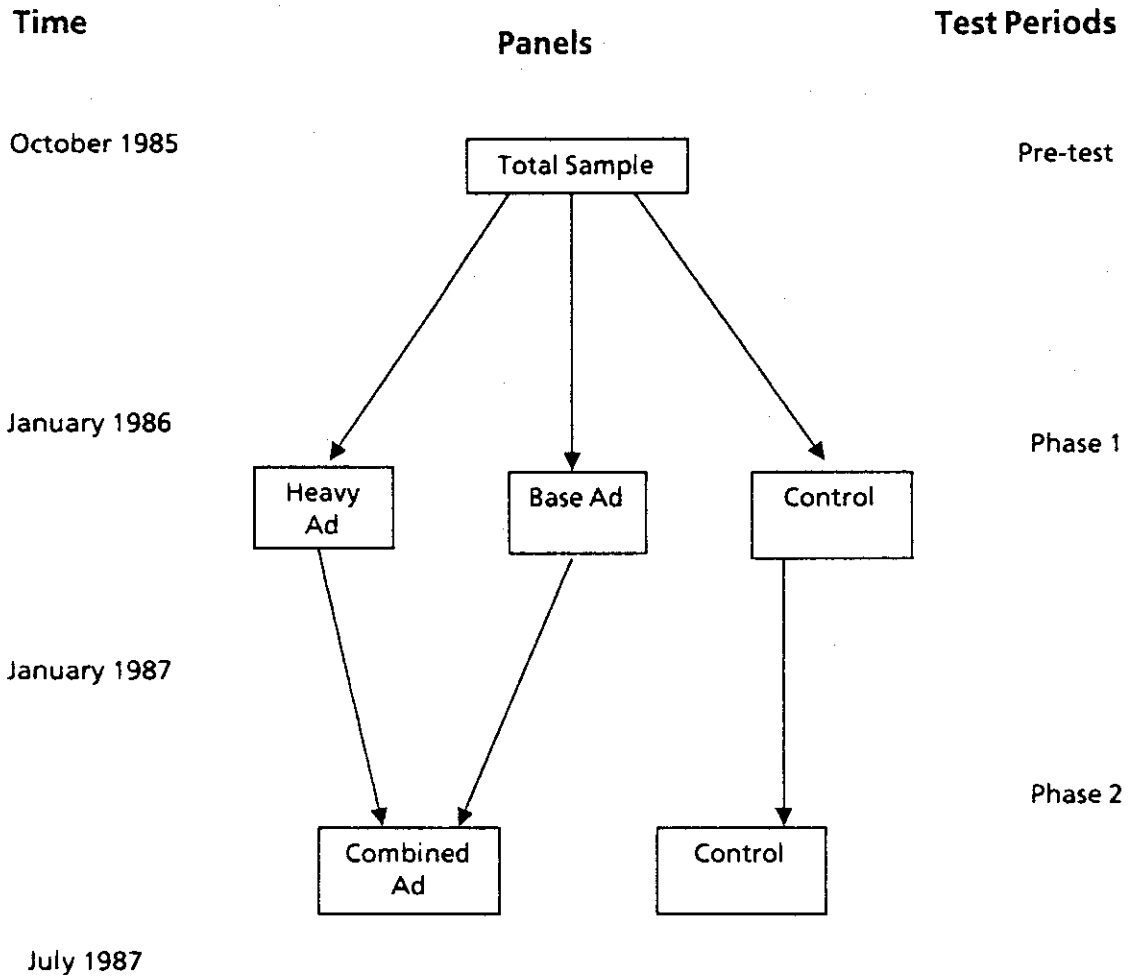 Time
Panels
Test Periods
October 1985
Total Sample
Pre-test
January 1986
Phase 1
Heavy
Ad
Base Ad
Control
January 1987
Phase 2
Combined
Ad
Control
July 1987